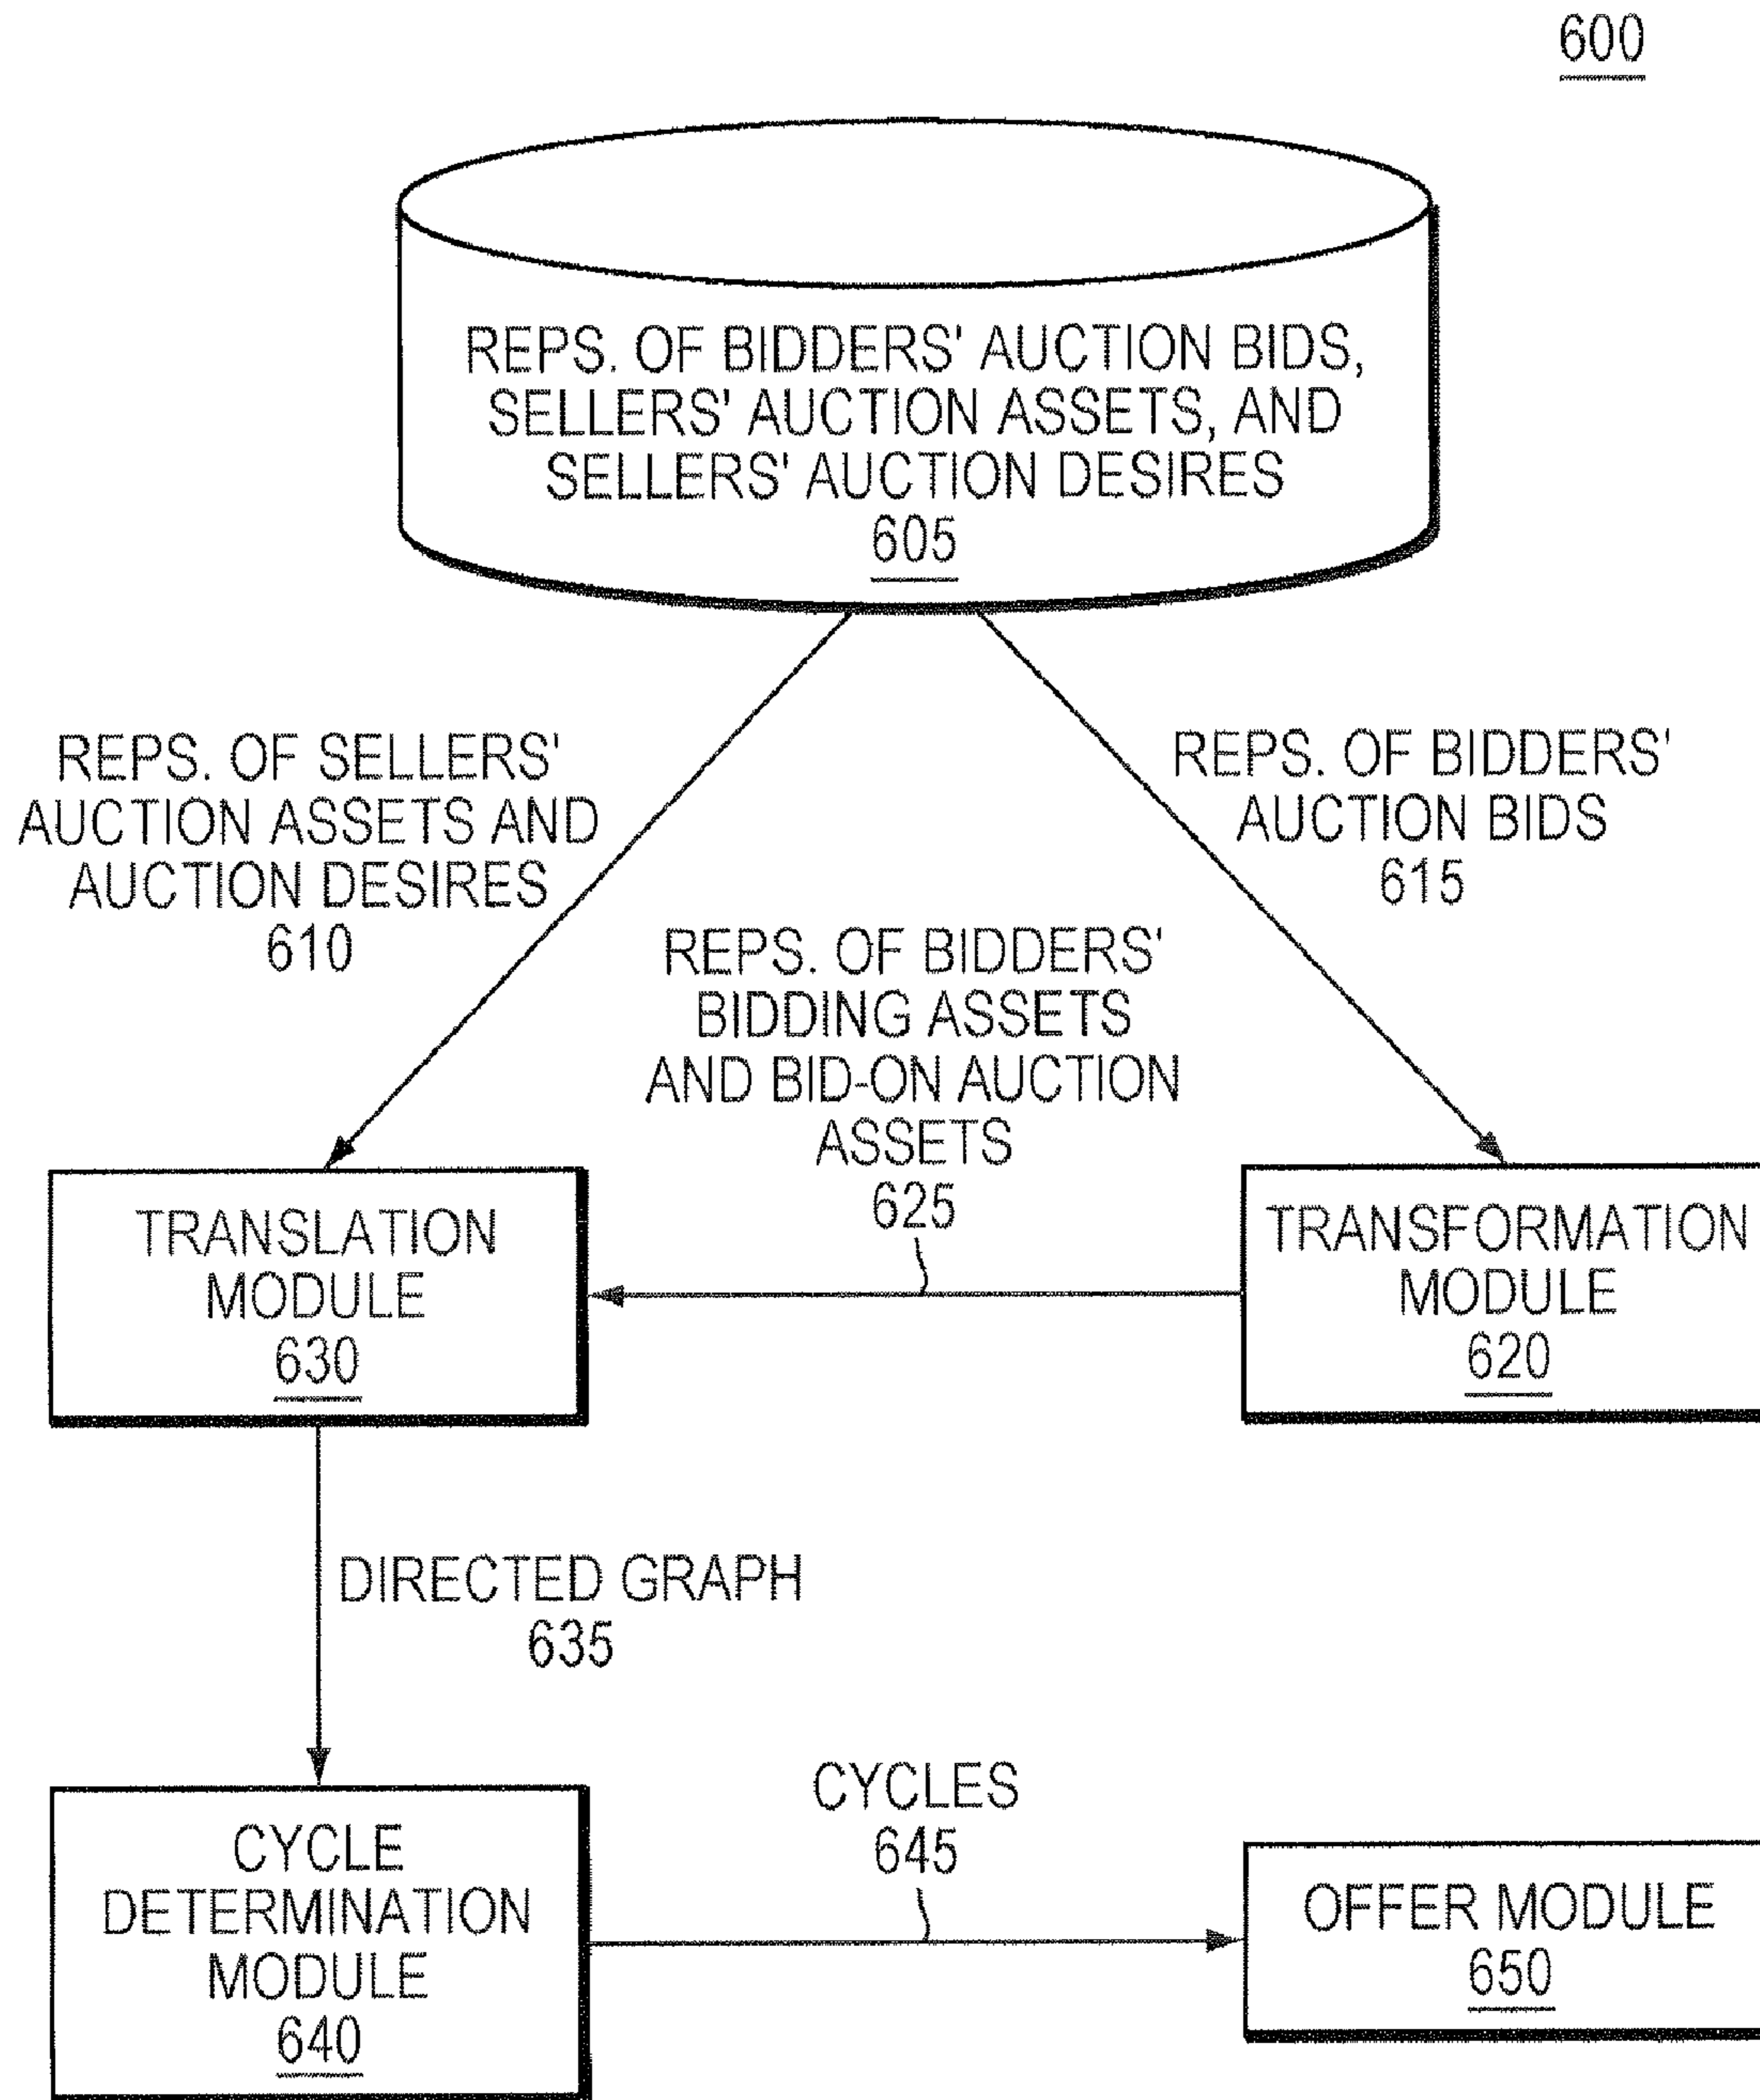 600
REPS. OF BIDDERS' AUCTION BIDS,
SELLERS' AUCTION ASSETS, AND
SELLERS' AUCTION DESIRES
605
REPS. OF SELLERS'
AUCTION ASSETS AND
AUCTION DESIRES
610
REPS. OF BIDDERS'
AUCTION BIDS
615
REPS. OF BIDDERS'
BIDDING ASSETS
AND BID-ON AUCTION
ASSETS
625
TRANSLATION
MODULE
630
TRANSFORMATION
MODULE
620
DIRECTED GRAPH
635
CYCLE
DETERMINATION
MODULE
640
CYCLES
645
OFFER MODULE
650